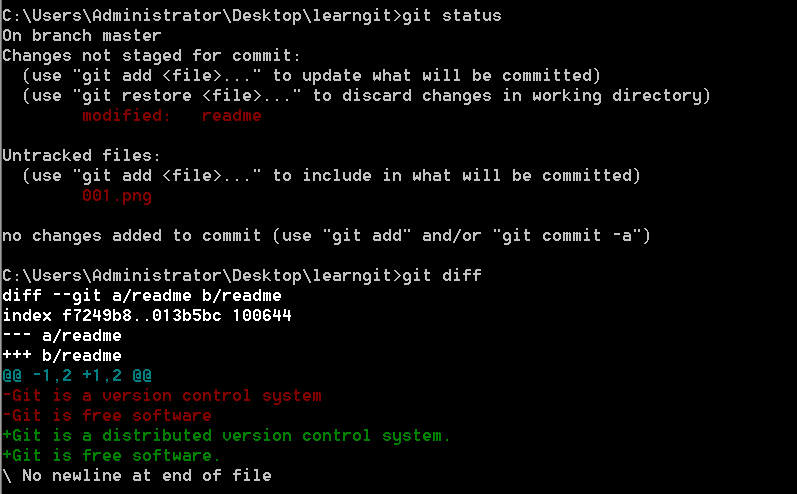 C:\Users\Administrator\Desktop\learngit>git status
On branch master
Changes not staged for commit:
  (use "git add <file>..." to update what will be committed)
  (use "git restore <file>..." to discard changes in working directory)
        modified:   readme

Untracked files:
  (use "git add <file>..." to include in what will be committed)
        001.png

no changes added to commit (use "git add" and/or "git commit -a")

C:\Users\Administrator\Desktop\learngit>git diff
diff --git a/readme b/readme
index f7249b8..013b5bc 100644
--- a/readme
+++ b/readme
@@ -1,2 +1,2 @@
-Git is a version control system
-Git is free software
+Git is a distributed version control system.
+Git is free software.
\ No newline at end of file